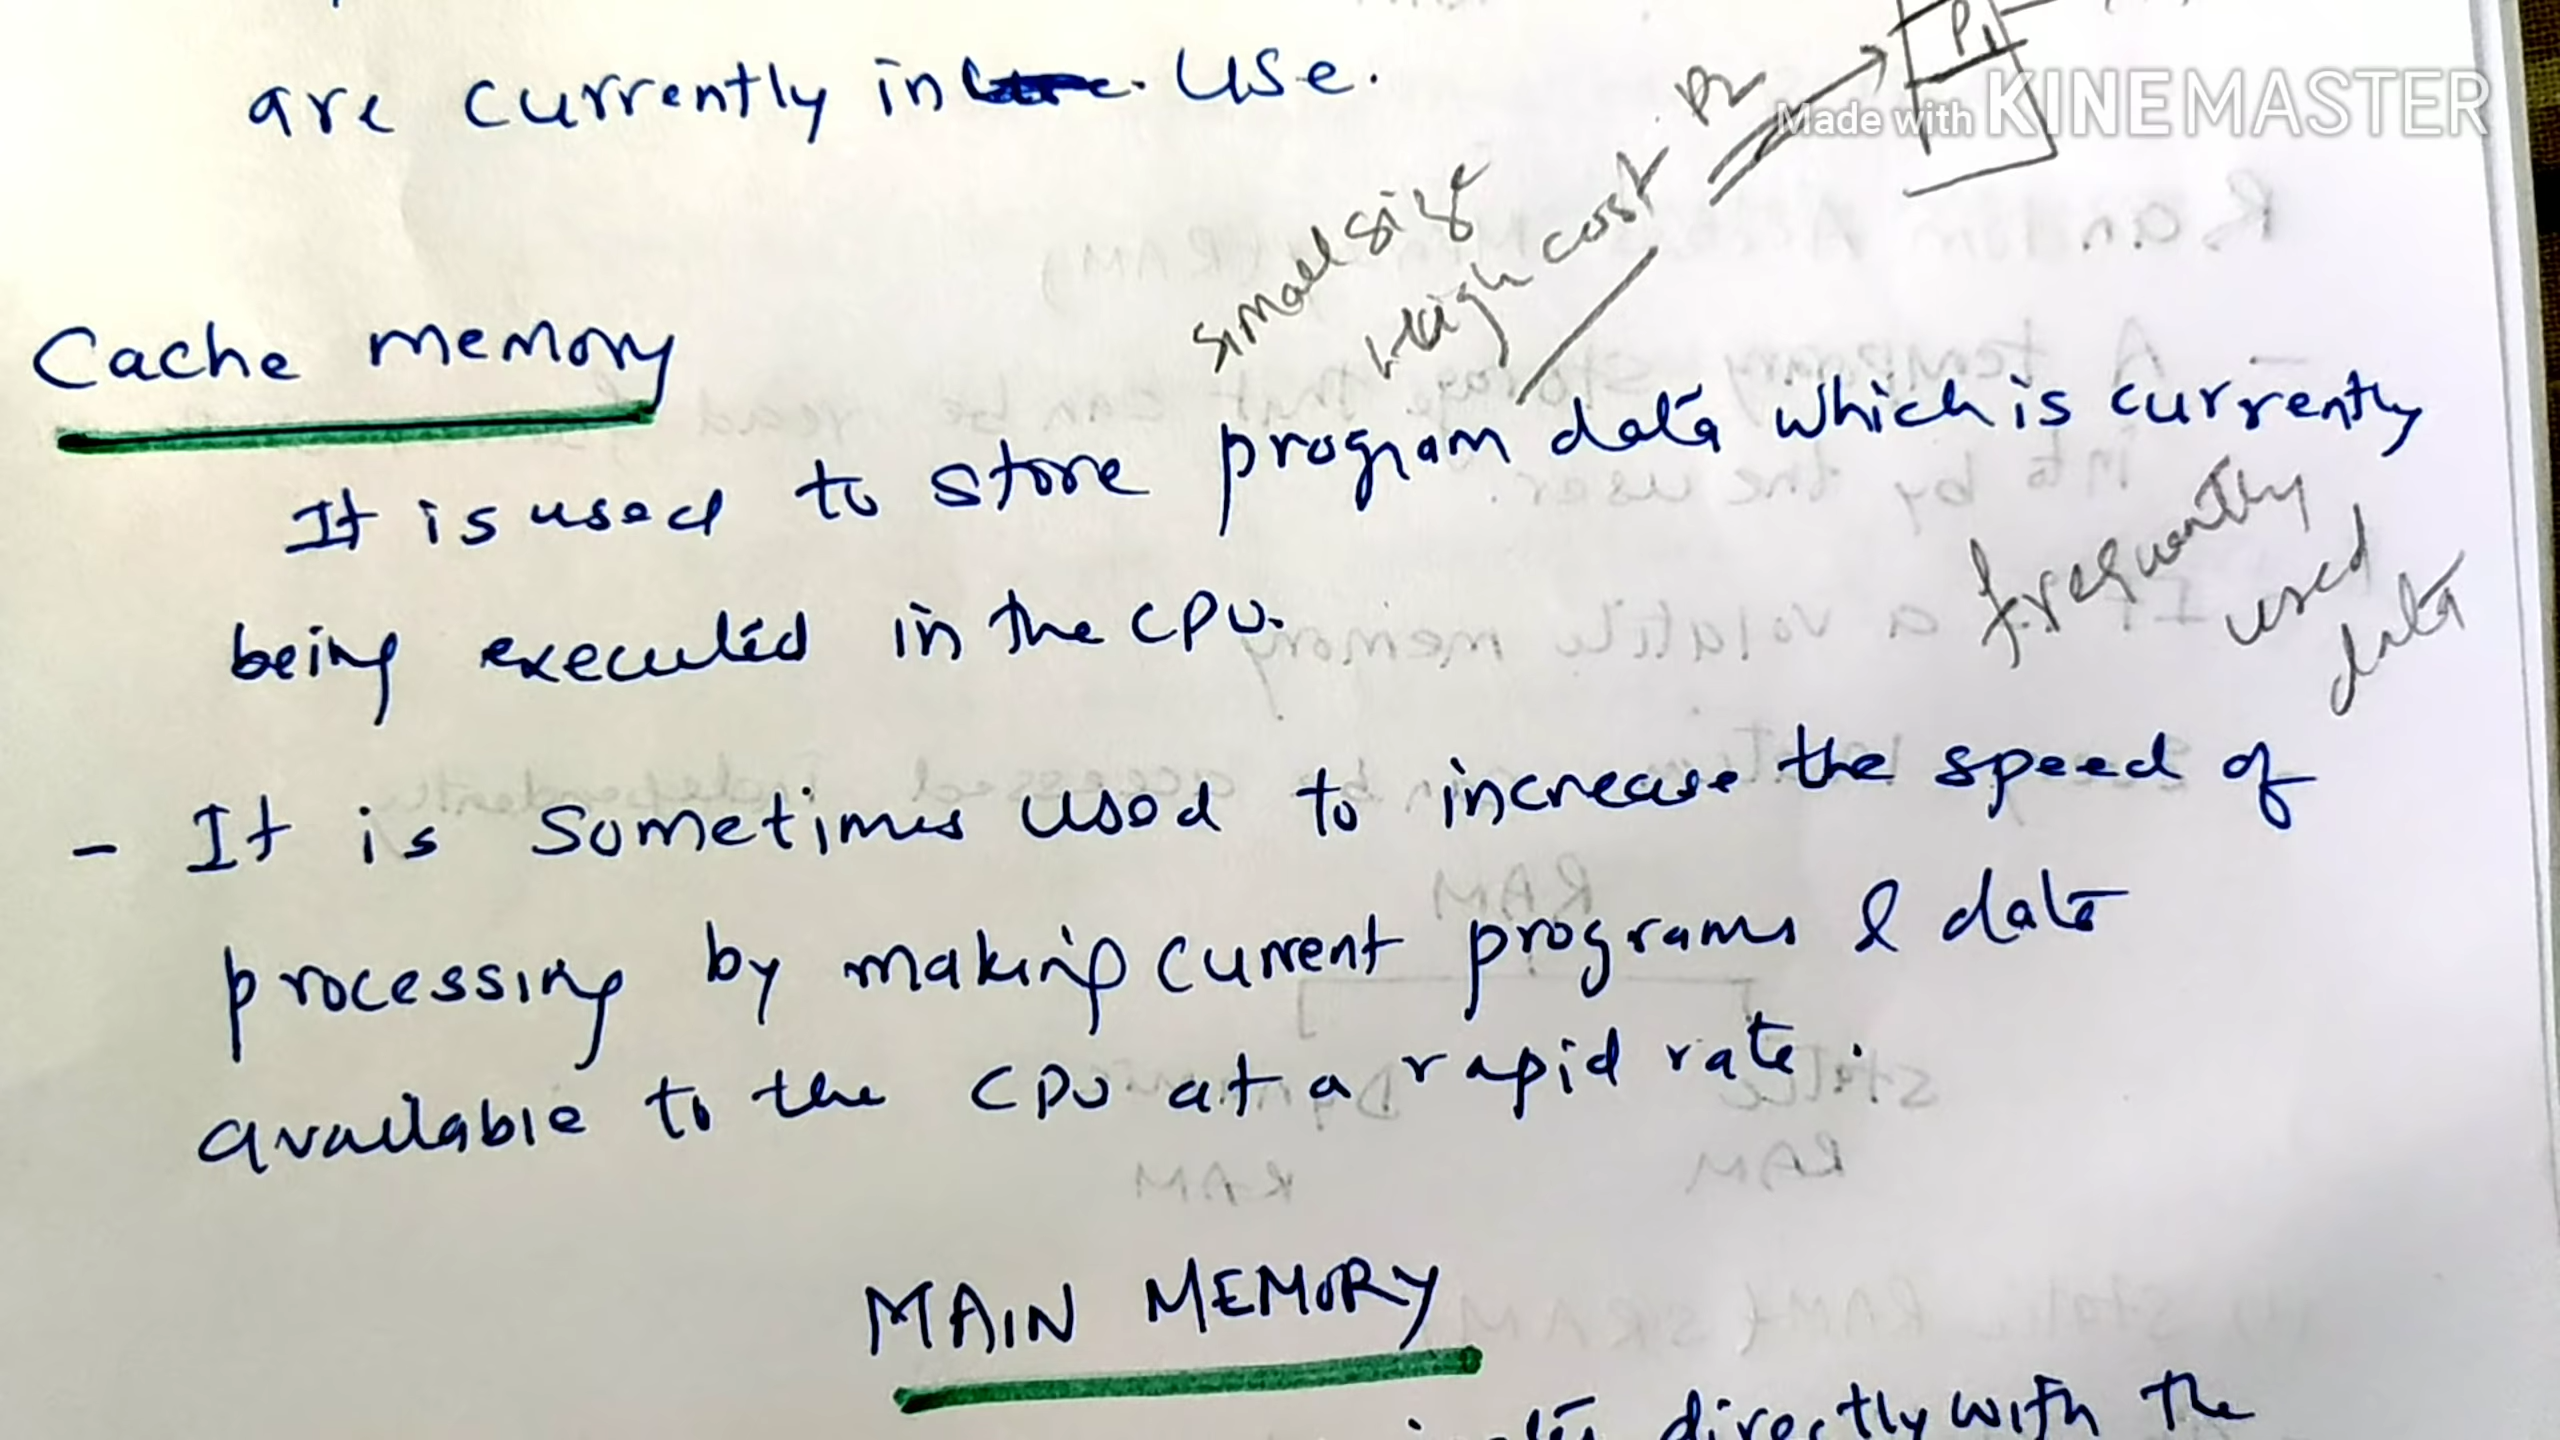 P1
P2
Made with KINEMASTER
are currently in use.
small size
High cost
Cache memory
It is used to store program data which is currently
frequently
used
data
being executed in the CPU.
- It is sometimes used to increase the speed of
processing by making current programs & data
available to the CPU at a rapid rate.
MAIN MEMORY
directly with the